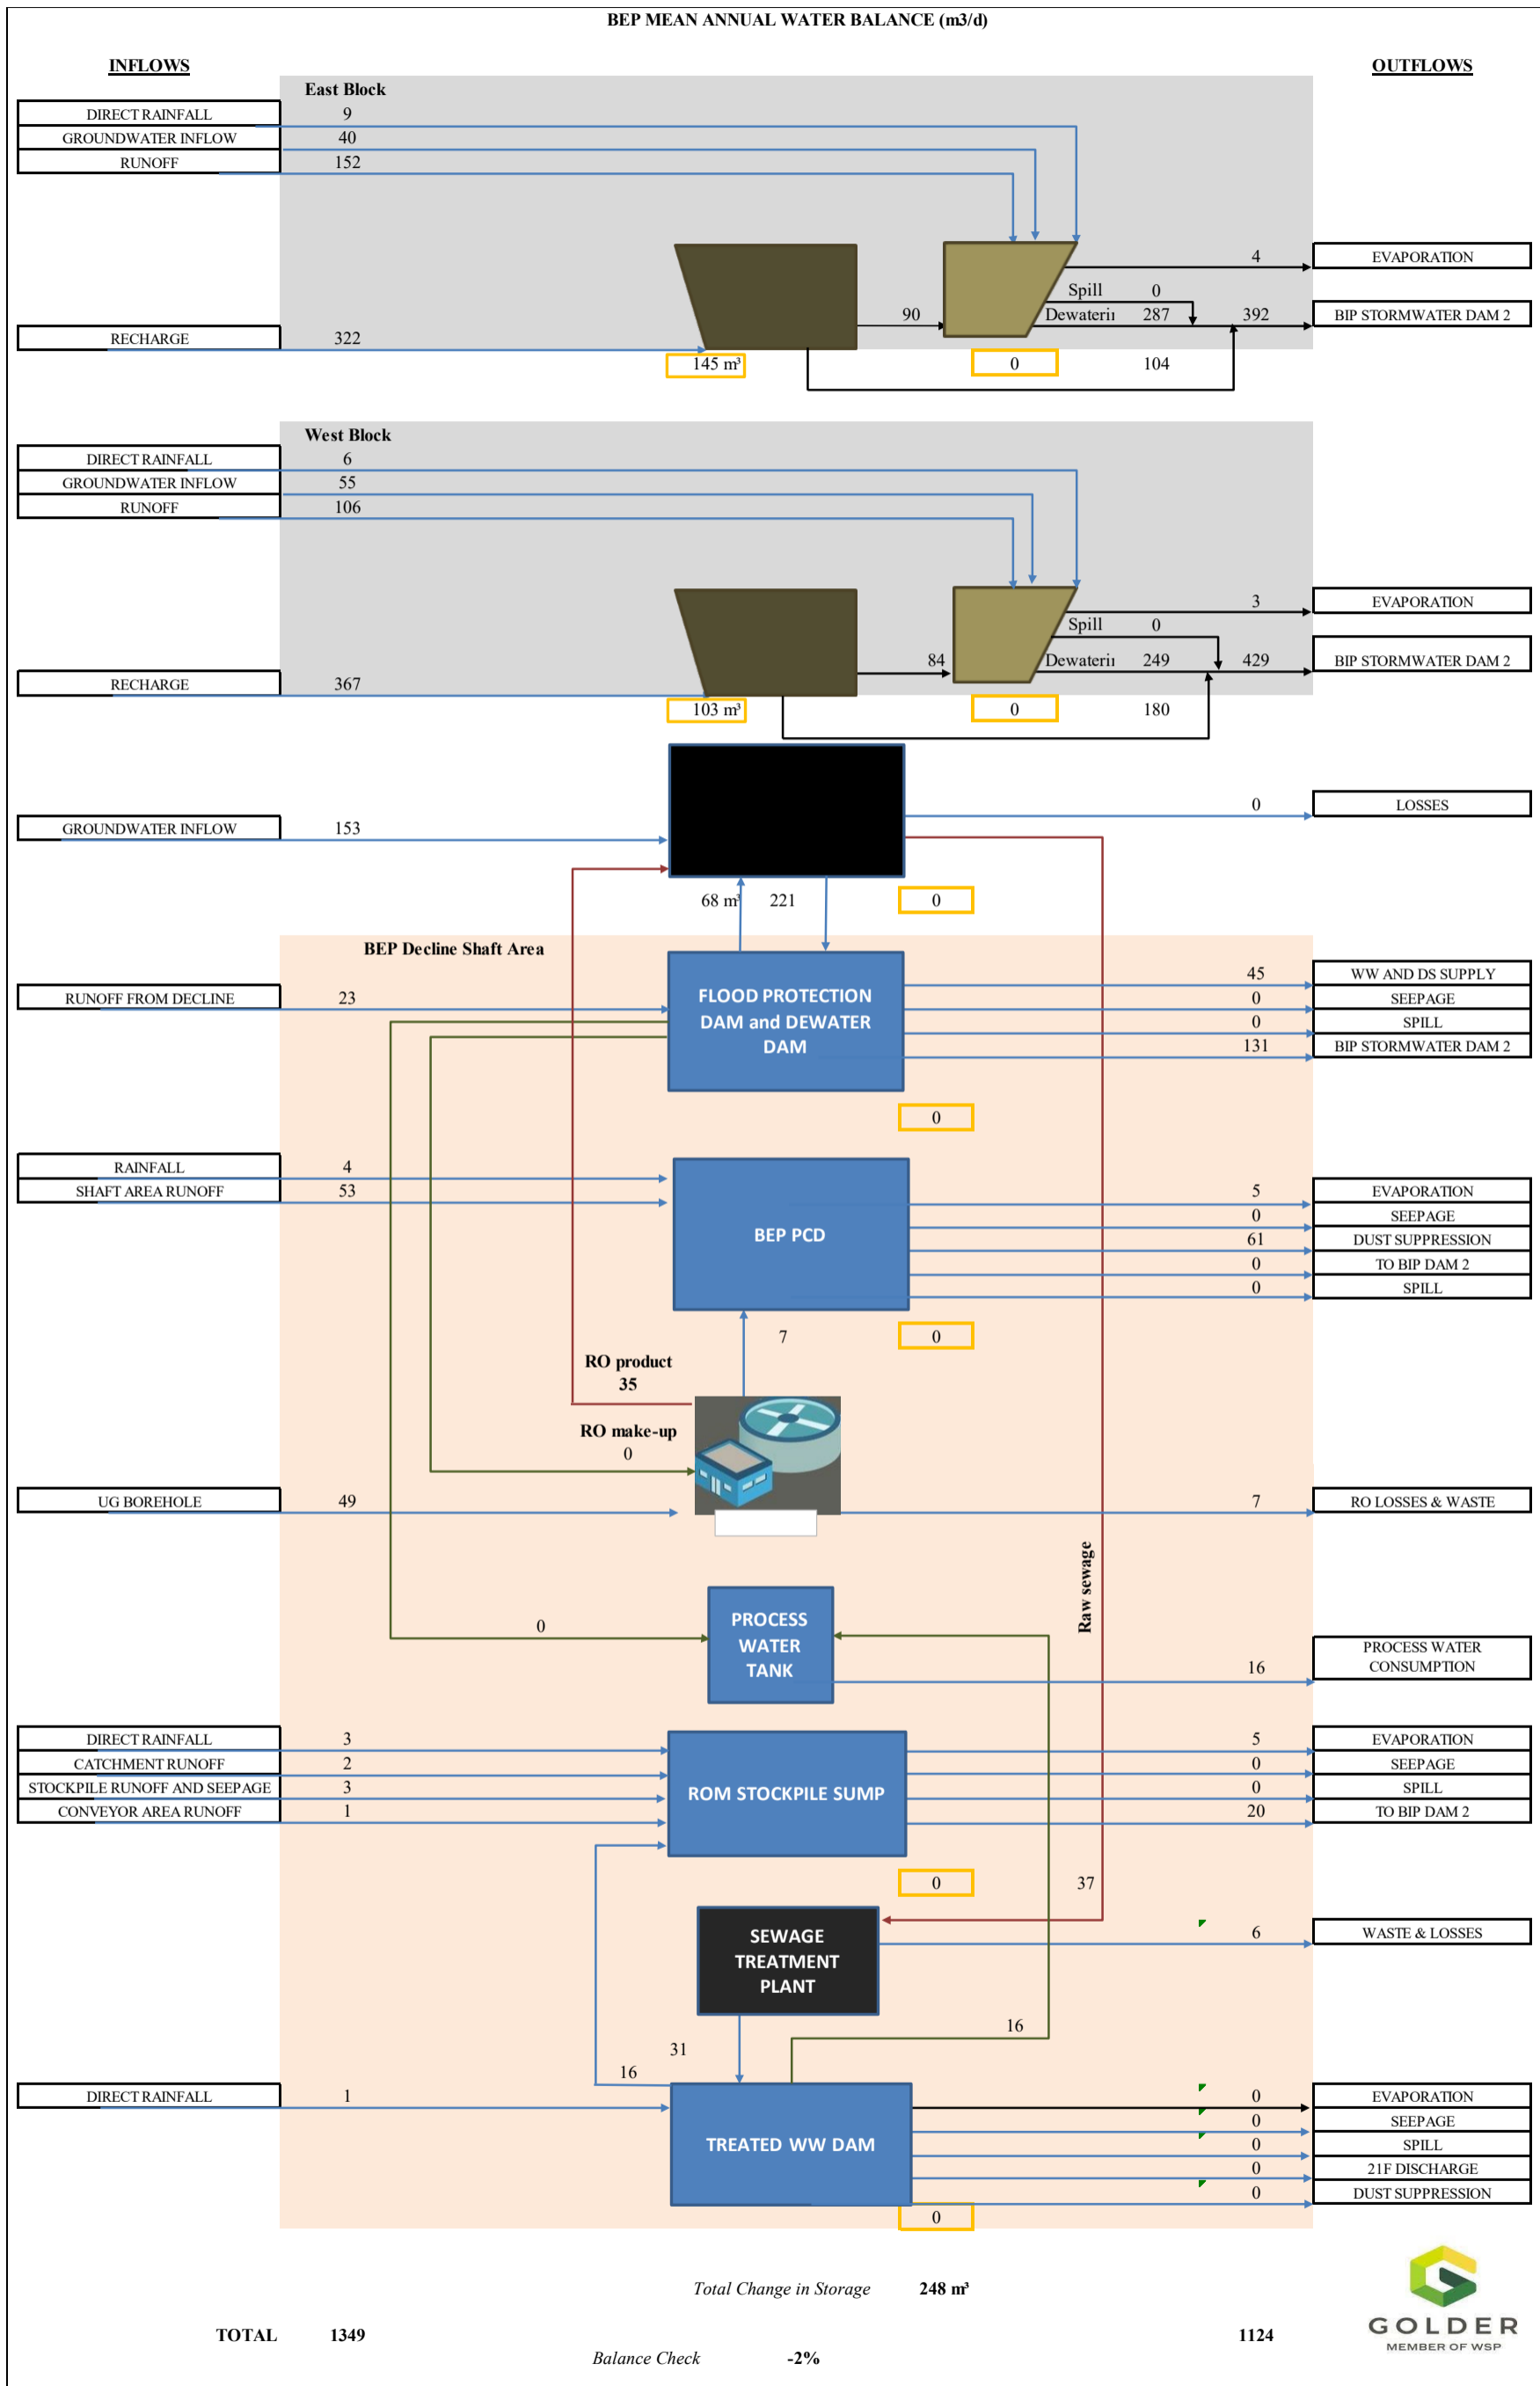 BEP MEAN ANNUAL WATER BALANCE (m3/d)
INFLOWS
OUTFLOWS
East Block
DIRECT RAINFALL 9
GROUNDWATER INFLOW 40
RUNOFF 152
4 EVAPORATION
Spill 0
90 Dewaterin 287 392 BIP STORMWATER DAM 2
RECHARGE 322
145 m³ 0 104
West Block
DIRECT RAINFALL 6
GROUNDWATER INFLOW 55
RUNOFF 106
3 EVAPORATION
Spill 0
84 Dewaterin 249 429 BIP STORMWATER DAM 2
RECHARGE 367
103 m³ 0 180
0 LOSSES
GROUNDWATER INFLOW 153
68 m³ 221 0
BEP Decline Shaft Area
RUNOFF FROM DECLINE 23
FLOOD PROTECTION
DAM and DEWATER
DAM
45 WW AND DS SUPPLY
0 SEEPAGE
0 SPILL
131 BIP STORMWATER DAM 2
0
RAINFALL 4
SHAFT AREA RUNOFF 53
BEP PCD
5 EVAPORATION
0 SEEPAGE
61 DUST SUPPRESSION
0 TO BIP DAM 2
0 SPILL
7 0
RO product
35
RO make-up
0
UG BOREHOLE 49
7 RO LOSSES & WASTE
Raw sewage
0
PROCESS
WATER
TANK
16 PROCESS WATER
CONSUMPTION
DIRECT RAINFALL 3
CATCHMENT RUNOFF 2
STOCKPILE RUNOFF AND SEEPAGE 3
CONVEYOR AREA RUNOFF 1
ROM STOCKPILE SUMP
5 EVAPORATION
0 SEEPAGE
0 SPILL
20 TO BIP DAM 2
0 37
SEWAGE
TREATMENT
PLANT
6 WASTE & LOSSES
16
31
16
DIRECT RAINFALL 1
TREATED WW DAM
0 EVAPORATION
0 SEEPAGE
0 SPILL
0 21F DISCHARGE
0 DUST SUPPRESSION
0
Total Change in Storage 248 m³
TOTAL 1349 1124
Balance Check -2%
GOLDER
MEMBER OF WSP